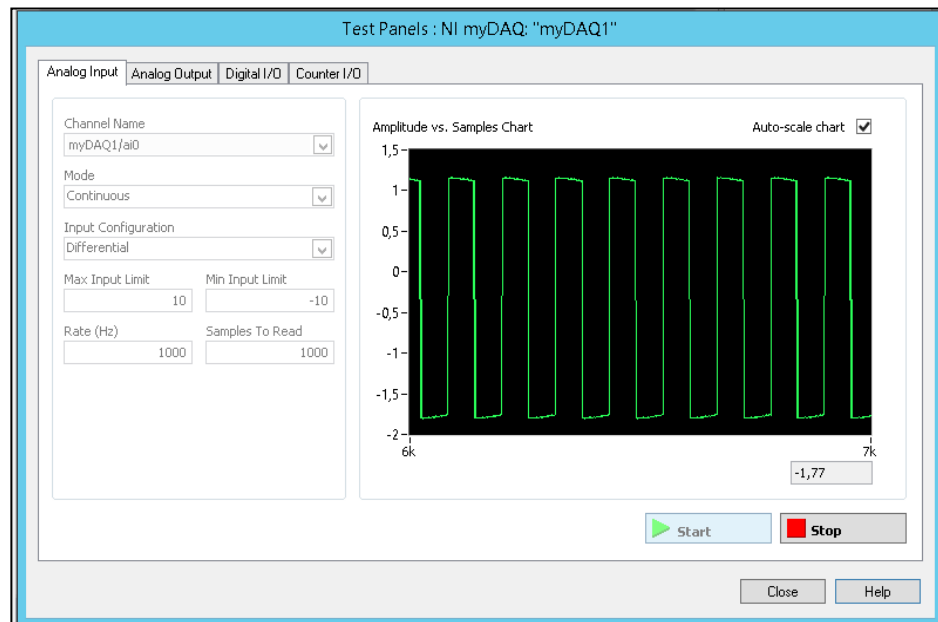 Test Panels : NI myDAQ: "myDAQ1"
Analog Input Analog Output Digital I/O Counter I/O
Channel Name
myDAQ1/ai0
Mode
Continuous
Input Configuration
Differential
Max Input Limit Min Input Limit
10 -10
Rate (Hz) Samples To Read
1000 1000
Amplitude vs. Samples Chart Auto-scale chart
1,5
1
0,5
0
-0,5
-1
-1,5
-2
6k 7k
-1,77
Start Stop
Close Help